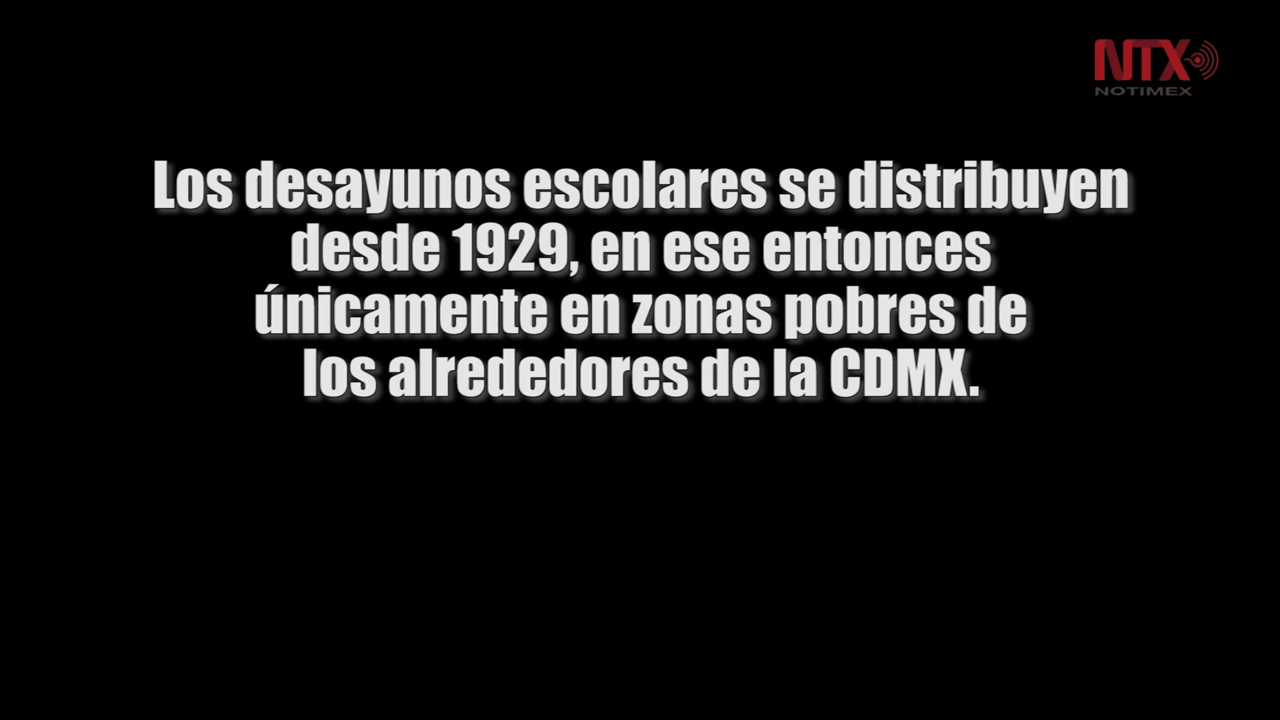 NTX
NOTIMEX
Los desayunos escolares se distribuyen
desde 1929, en ese entonces
únicamente en zonas pobres de
los alrededores de la CDMX.